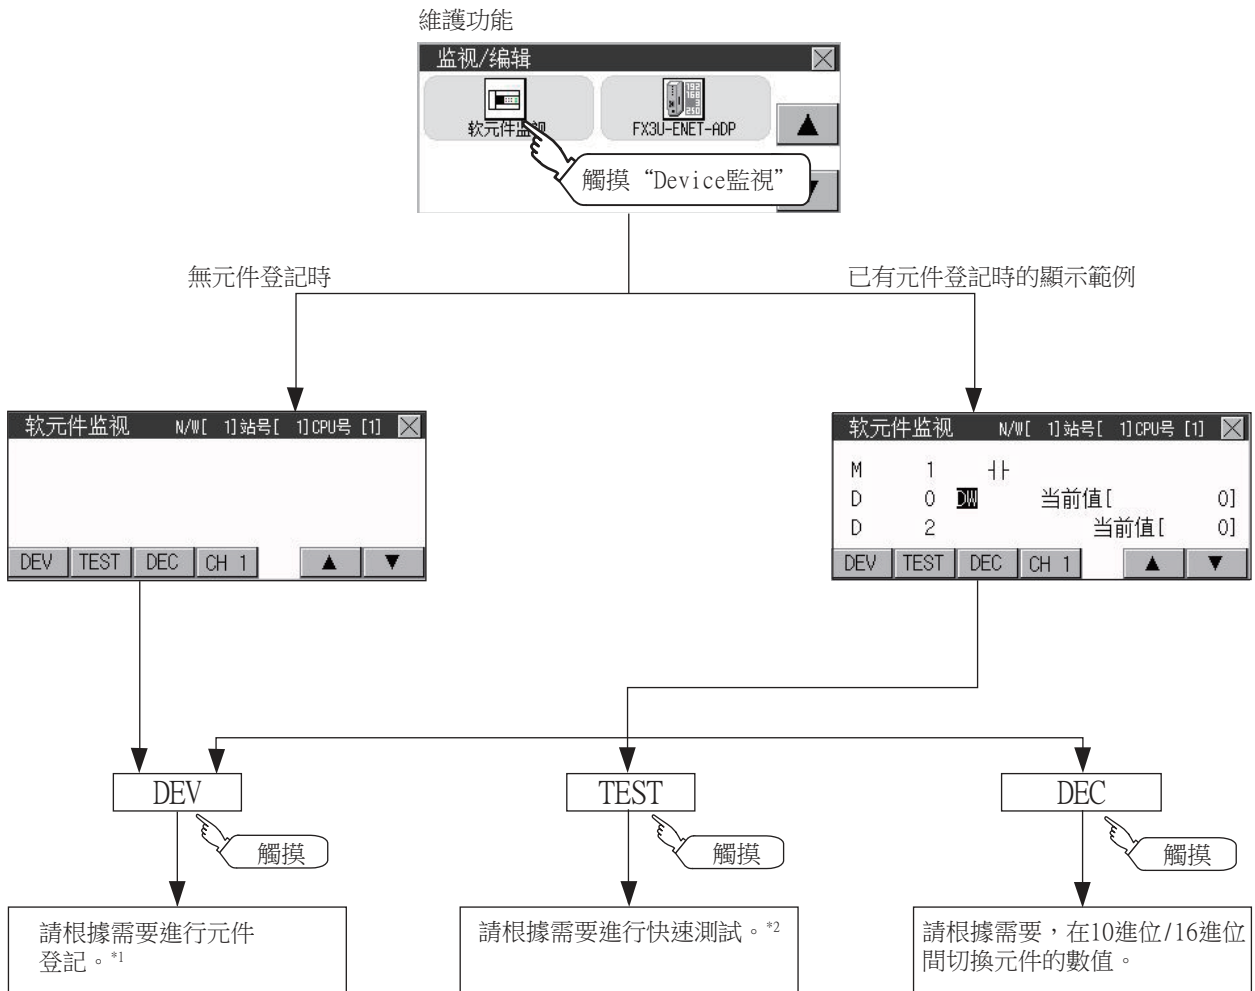 維護功能
监视/编辑
软元件监视
FX3U-ENET-ADP
192
168
3
250
觸摸“Device監視”
無元件登記時
已有元件登記時的顯示範例
软元件监视 N/W[ 1]站号[ 1]CPU号 [1]
DEV TEST DEC CH 1 ▲ ▼
软元件监视 N/W[ 1]站号[ 1]CPU号 [1]
M 1 ┤├
D 0 DW 当前值[ 0]
D 2 当前值[ 0]
DEV TEST DEC CH 1 ▲ ▼
DEV
TEST
DEC
觸摸
觸摸
觸摸
請根據需要進行元件
登記。*1
請根據需要進行快速測試。*2
請根據需要，在10進位/16進位
間切換元件的數值。